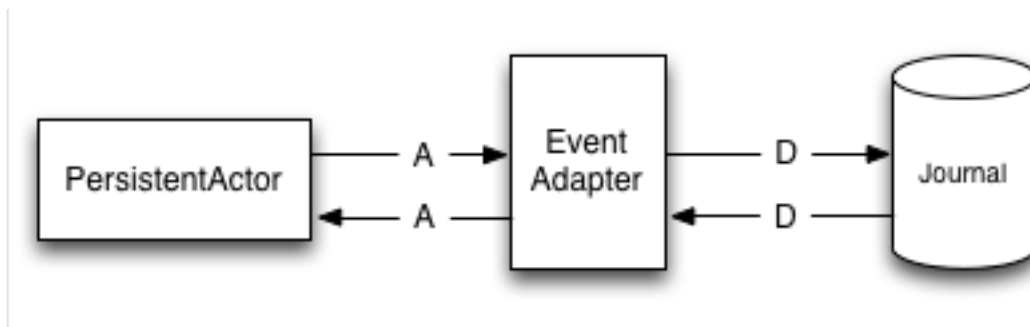 PersistentActor
A
A
Event
Adapter
D
D
Journal